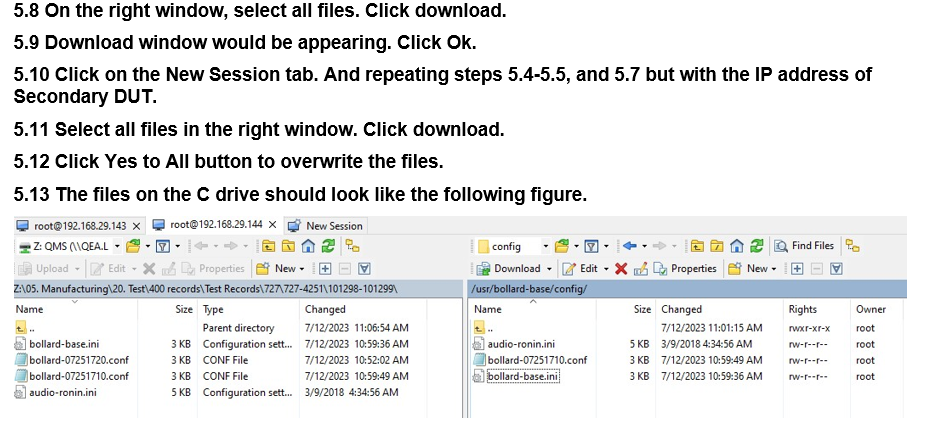 5.8 On the right window, select all files. Click download.
5.9 Download window would be appearing. Click Ok.
5.10 Click on the New Session tab. And repeating steps 5.4-5.5, and 5.7 but with the IP address of
Secondary DUT.
5.11 Select all files in the right window. Click download.
5.12 Click Yes to All button to overwrite the files.
5.13 The files on the C drive should look like the following figure.
root@192.168.29.143 × root@192.168.29.144 × New Session
Z: QMS (\\QEA.L config Find Files
Upload Edit Properties New Download Edit Properties New
Z:\05. Manufacturing\20. Test\400 records\Test Records\727\727-4251\101298-101299\ /usr/bollard-base/config/
Name Size Type Changed Name Size Changed Rights Owner
.. Parent directory 7/12/2023 11:06:54 AM .. 7/12/2023 11:01:15 AM rwxr-xr-x root
bollard-base.ini 3 KB Configuration sett... 7/12/2023 10:59:36 AM audio-ronin.ini 5 KB 3/9/2018 4:34:56 AM rw-r--r-- root
bollard-07251720.conf 3 KB CONF File 7/12/2023 10:52:02 AM bollard-07251710.conf 3 KB 7/12/2023 10:59:49 AM rw-r--r-- root
bollard-07251710.conf 3 KB CONF File 7/12/2023 10:59:49 AM bollard-base.ini 3 KB 7/12/2023 10:59:36 AM rw-r--r-- root
audio-ronin.ini 5 KB Configuration sett... 3/9/2018 4:34:56 AM